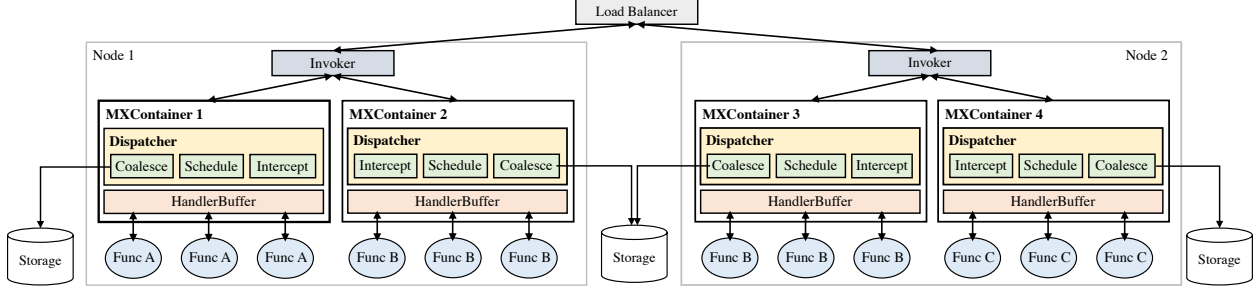 Load Balancer
Node 1
Invoker
Invoker
Node 2
MXContainer 1
MXContainer 2
MXContainer 3
MXContainer 4
Dispatcher
Dispatcher
Dispatcher
Dispatcher
Coalesce Schedule Intercept
Intercept Schedule Coalesce
Coalesce Schedule Intercept
Intercept Schedule Coalesce
HandlerBuffer
HandlerBuffer
HandlerBuffer
HandlerBuffer
Storage
Func A Func A Func A
Func B Func B Func B
Storage
Func B Func B Func B
Func C Func C Func C
Storage